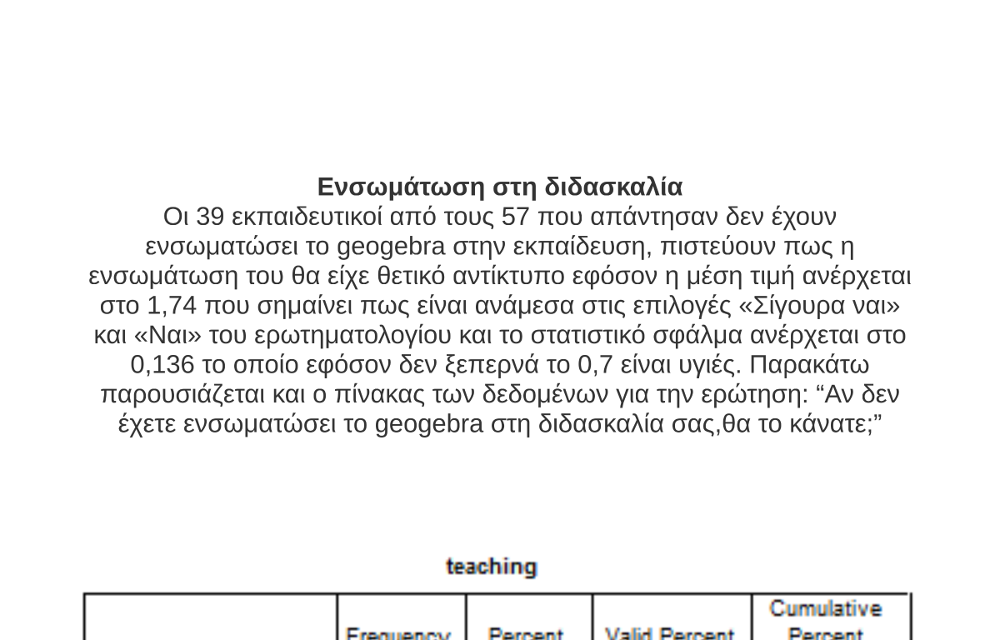 Ενσωμάτωση στη διδασκαλία
Οι 39 εκπαιδευτικοί από τους 57 που απάντησαν δεν έχουν
ενσωματώσει το geogebra στην εκπαίδευση, πιστεύουν πως η
ενσωμάτωση του θα είχε θετικό αντίκτυπο εφόσον η μέση τιμή ανέρχεται
στο 1,74 που σημαίνει πως είναι ανάμεσα στις επιλογές «Σίγουρα ναι»
και «Ναι» του ερωτηματολογίου και το στατιστικό σφάλμα ανέρχεται στο
0,136 το οποίο εφόσον δεν ξεπερνά το 0,7 είναι υγιές. Παρακάτω
παρουσιάζεται και ο πίνακας των δεδομένων για την ερώτηση: “Αν δεν
έχετε ενσωματώσει το geogebra στη διδασκαλία σας,θα το κάνατε;”
teaching
Cumulative
Frequency Percent Valid Percent Percent